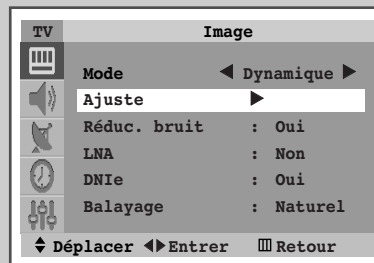 TV Image
Mode ◀ Dynamique ▶
Ajuste ▶
Réduc. bruit : Oui
LNA : Non
DNIe : Oui
Balayage : Naturel
Déplacer ◀▶Entrer Retour